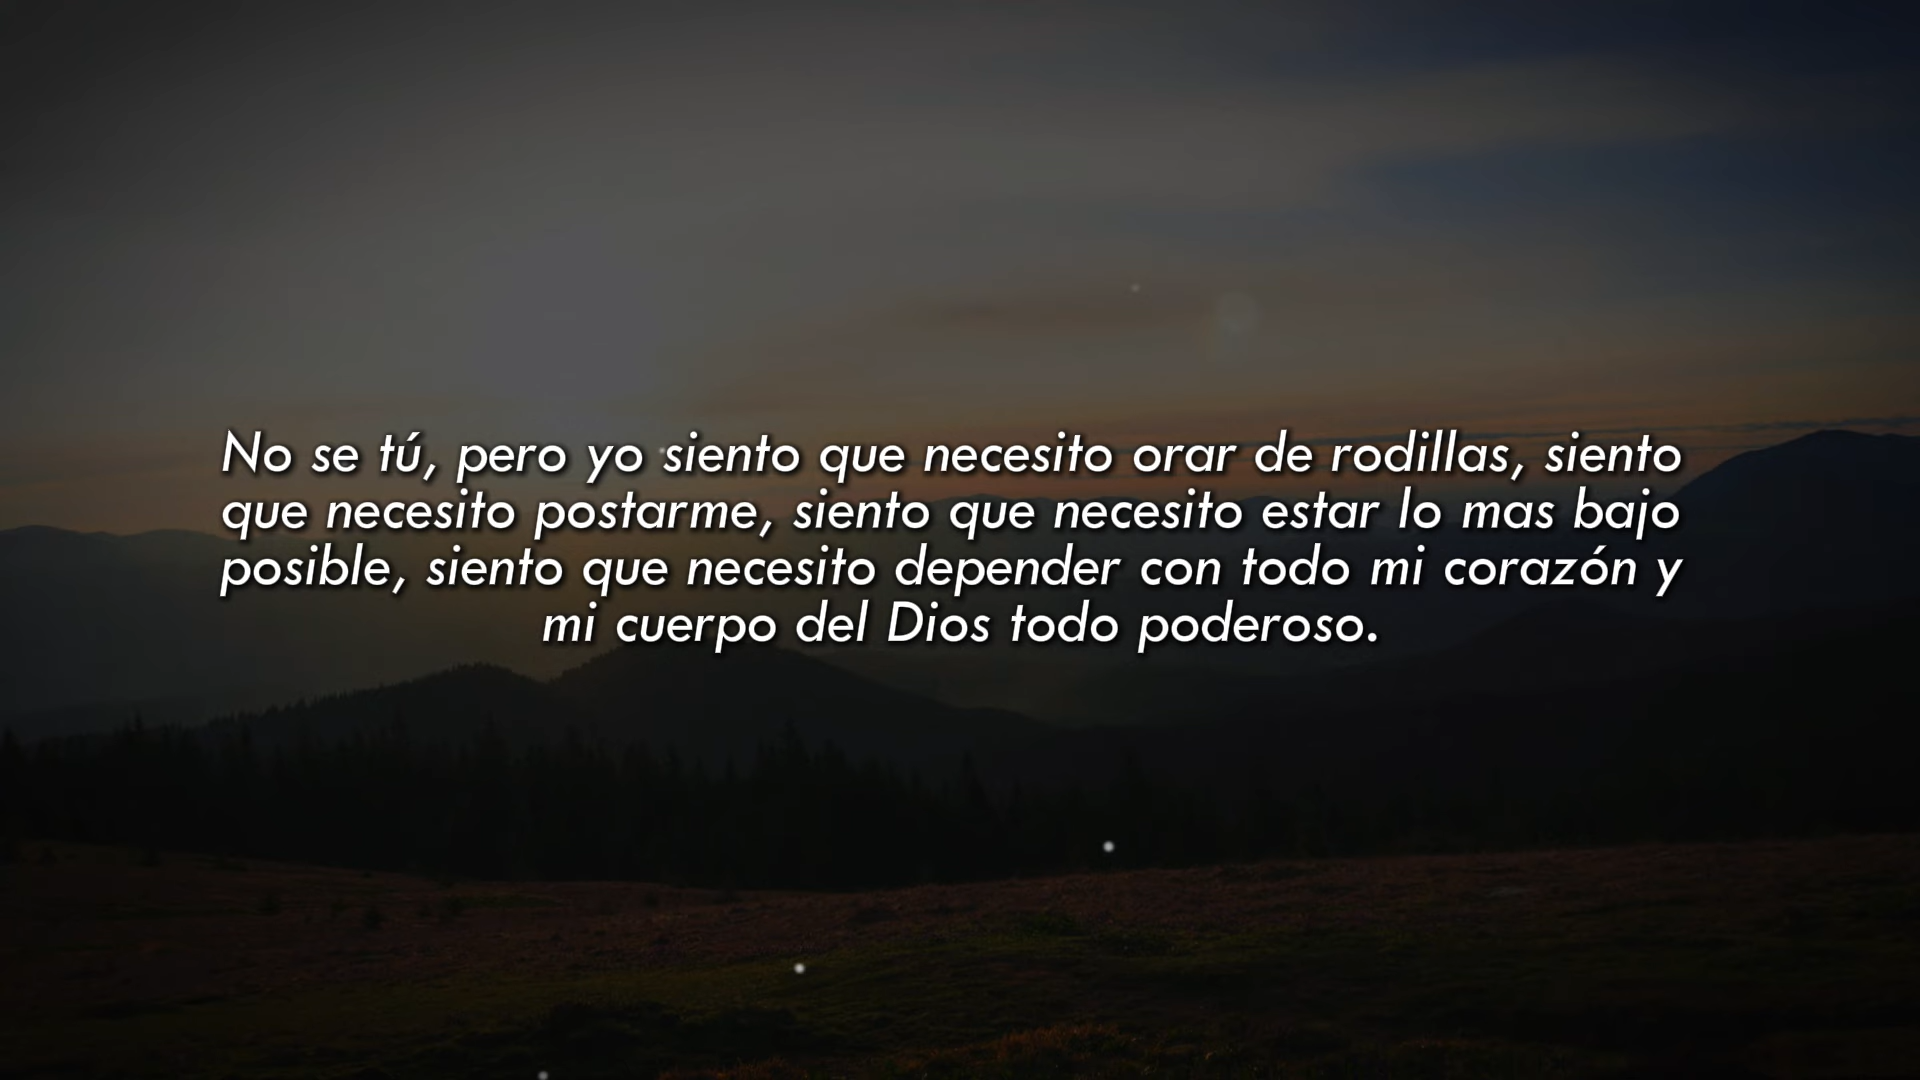 No se tú, pero yo siento que necesito orar de rodillas, siento
que necesito postarme, siento que necesito estar lo mas bajo
posible, siento que necesito depender con todo mi corazón y
mi cuerpo del Dios todo poderoso.